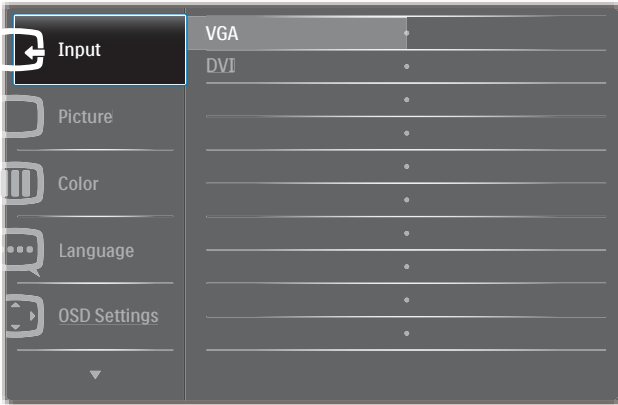 Input
VGA
DVI
Picture
Color
Language
OSD Settings